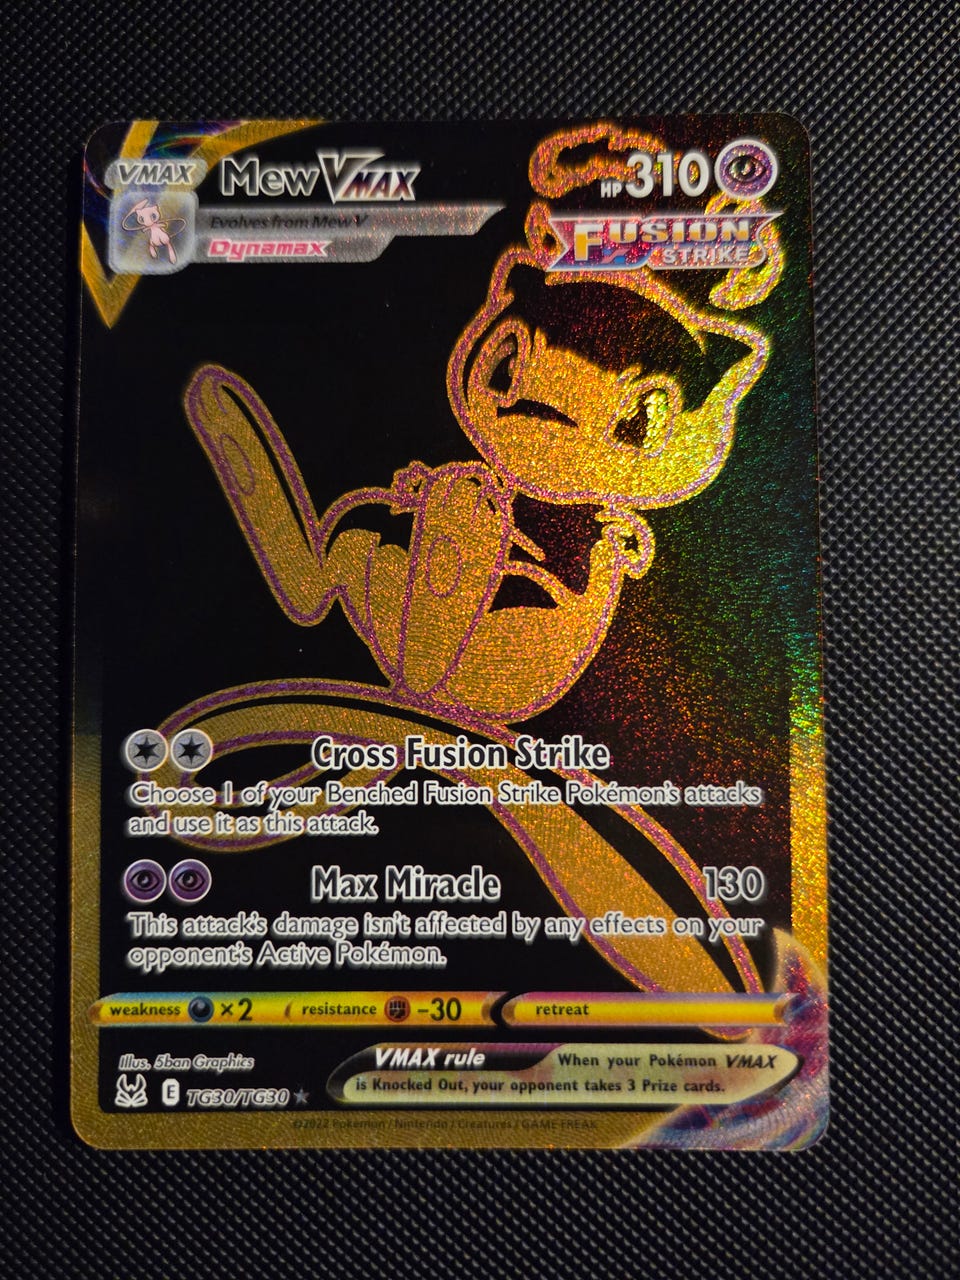 VMAX
Mew VMAX
HP 310
Evolves from Mew V
Dynamax
FUSION
STRIKE
Cross Fusion Strike
Choose 1 of your Benched Fusion Strike Pokémon's attacks
and use it as this attack.
Max Miracle 130
This attack's damage isn't affected by any effects on your
opponent's Active Pokémon.
weakness ×2 resistance -30 retreat
Illus. 5ban Graphics
VMAX rule When your Pokémon VMAX
is Knocked Out, your opponent takes 3 Prize cards.
E TG30/TG30 ★
©2022 Pokémon / Nintendo / Creatures / GAME FREAK